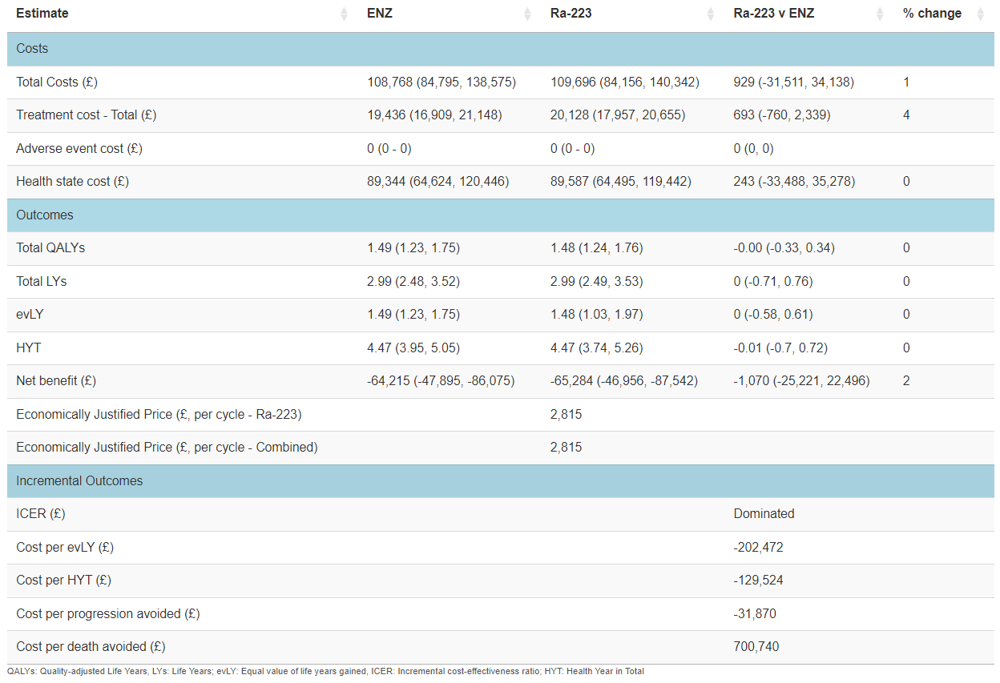 Estimate ENZ Ra-223 Ra-223 v ENZ % change
Costs
Total Costs (£) 108,768 (84,795, 138,575) 109,696 (84,156, 140,342) 929 (-31,511, 34,138) 1
Treatment cost - Total (£) 19,436 (16,909, 21,148) 20,128 (17,957, 20,655) 693 (-760, 2,339) 4
Adverse event cost (£) 0 (0 - 0) 0 (0 - 0) 0 (0, 0)
Health state cost (£) 89,344 (64,624, 120,446) 89,587 (64,495, 119,442) 243 (-33,488, 35,278) 0
Outcomes
Total QALYs 1.49 (1.23, 1.75) 1.48 (1.24, 1.76) -0.00 (-0.33, 0.34) 0
Total LYs 2.99 (2.48, 3.52) 2.99 (2.49, 3.53) 0 (-0.71, 0.76) 0
evLY 1.49 (1.23, 1.75) 1.48 (1.03, 1.97) 0 (-0.58, 0.61) 0
HYT 4.47 (3.95, 5.05) 4.47 (3.74, 5.26) -0.01 (-0.7, 0.72) 0
Net benefit (£) -64,215 (-47,895, -86,075) -65,284 (-46,956, -87,542) -1,070 (-25,221, 22,496) 2
Economically Justified Price (£, per cycle - Ra-223) 2,815
Economically Justified Price (£, per cycle - Combined) 2,815
Incremental Outcomes
ICER (£) Dominated
Cost per evLY (£) -202,472
Cost per HYT (£) -129,524
Cost per progression avoided (£) -31,870
Cost per death avoided (£) 700,740
QALYs: Quality-adjusted Life Years, LYs: Life Years; evLY: Equal value of life years gained, ICER: Incremental cost-effectiveness ratio; HYT: Health Year in Total